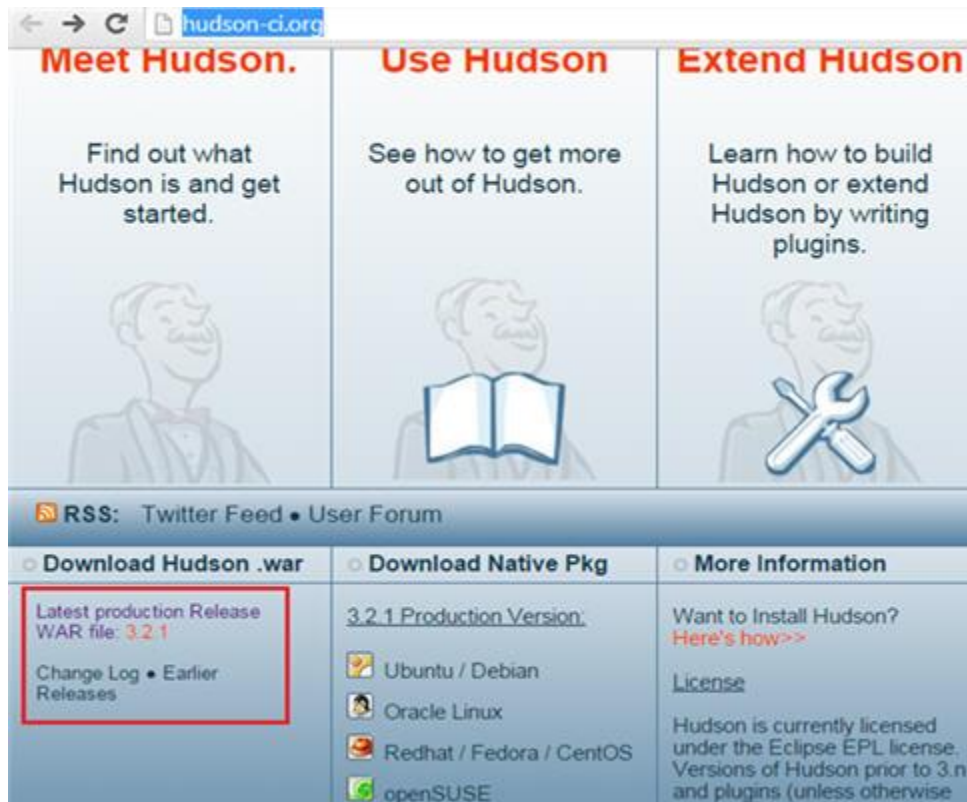 hudson-ci.org
Meet Hudson.
Find out what
Hudson is and get
started.
Use Hudson
See how to get more
out of Hudson.
Extend Hudson
Learn how to build
Hudson or extend
Hudson by writing
plugins.
RSS: Twitter Feed • User Forum
Download Hudson .war
Latest production Release
WAR file: 3.2.1
Change Log • Earlier
Releases
Download Native Pkg
3.2.1 Production Version:
Ubuntu / Debian
Oracle Linux
Redhat / Fedora / CentOS
openSUSE
More Information
Want to Install Hudson?
Here's how>>
License
Hudson is currently licensed
under the Eclipse EPL license.
Versions of Hudson prior to 3.n
and plugins (unless otherwise